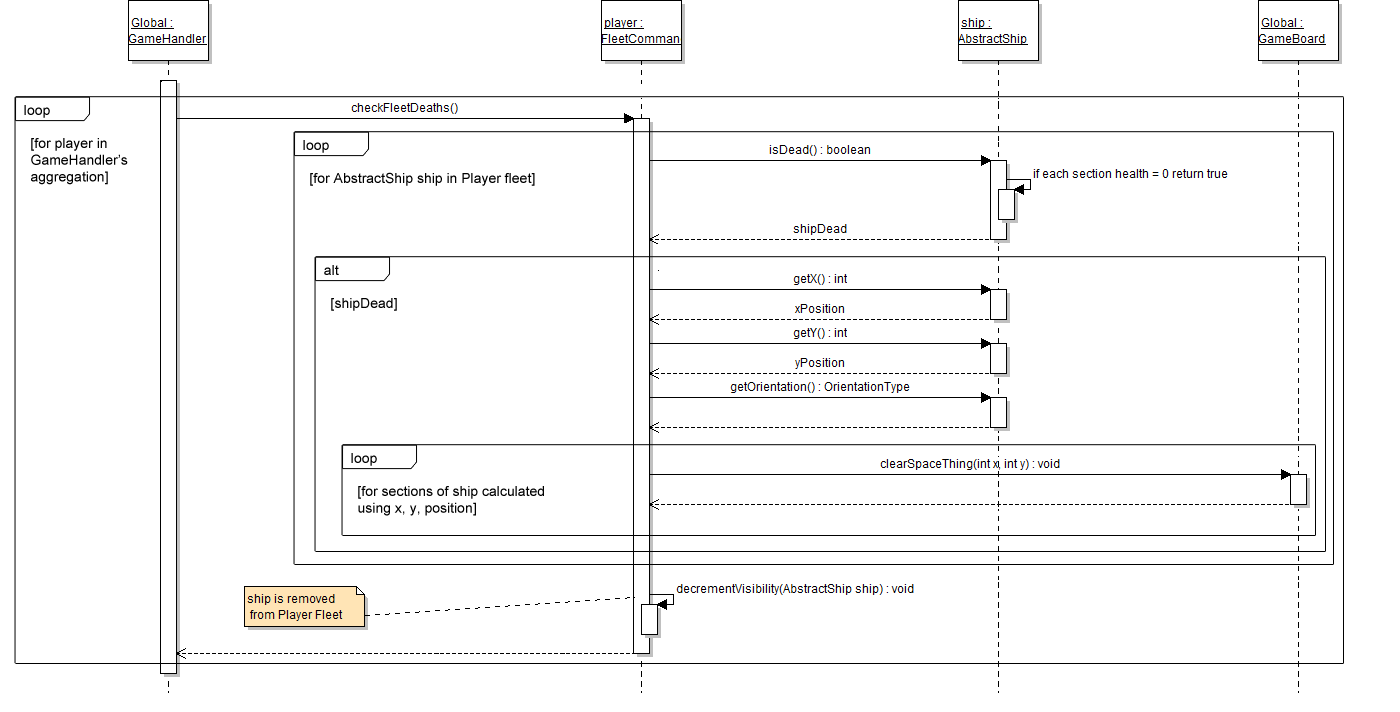 Global :
GameHandler
player :
FleetComman
ship :
AbstractShip
Global :
GameBoard
loop
checkFleetDeaths()
[for player in
GameHandler's
aggregation]
loop
isDead() : boolean
[for AbstractShip ship in Player fleet]
if each section health = 0 return true
shipDead
alt
getX() : int
[shipDead]
xPosition
getY() : int
yPosition
getOrientation() : OrientationType
loop
clearSpaceThing(int x, int y) : void
[for sections of ship calculated
using x, y, position]
decrementVisibility(AbstractShip ship) : void
ship is removed
from Player Fleet